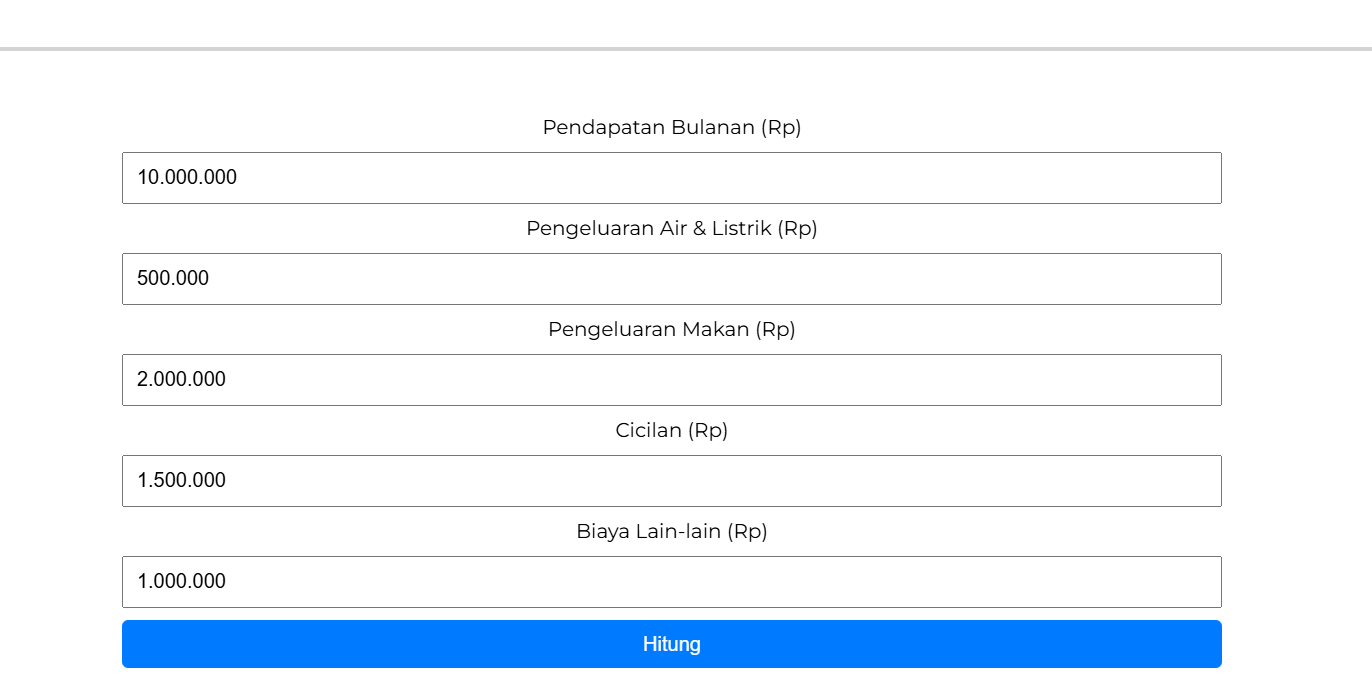 Pendapatan Bulanan (Rp)
10.000.000
Pengeluaran Air & Listrik (Rp)
500.000
Pengeluaran Makan (Rp)
2.000.000
Cicilan (Rp)
1.500.000
Biaya Lain-lain (Rp)
1.000.000
Hitung